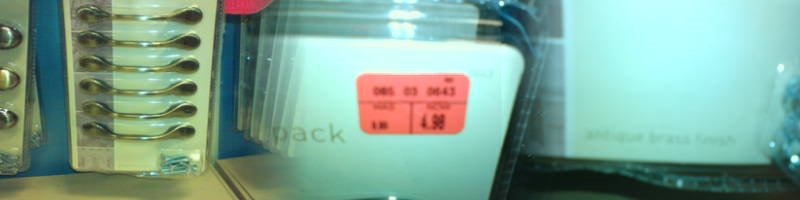 085 03 0643
WAS NOW
4.98
pack
antique brass finish